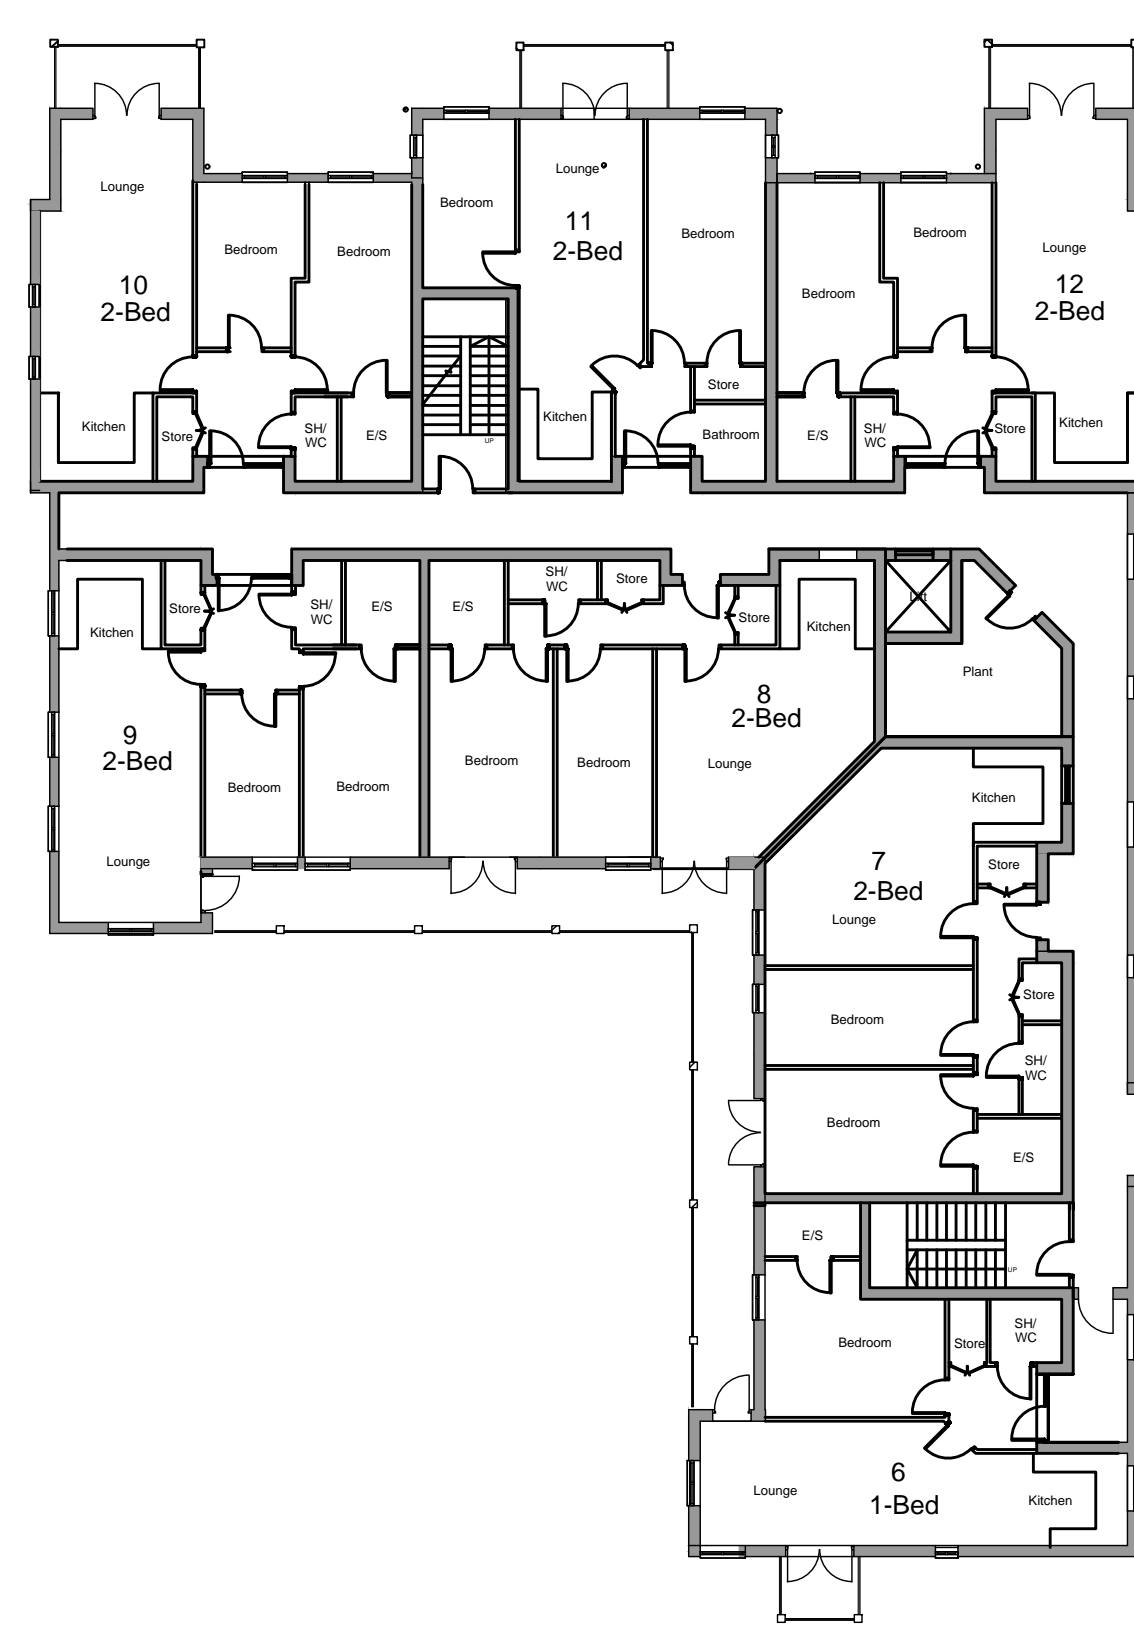 Lounge
Bedroom
Bedroom
10
2-Bed
Kitchen
Store
SH/
WC
E/S
Bedroom
Lounge
11
2-Bed
Bedroom
Kitchen
Store
Bathroom
UP
Bedroom
Bedroom
Lounge
12
2-Bed
E/S
SH/
WC
Store
Kitchen
Kitchen
Store
SH/
WC
E/S
9
2-Bed
Bedroom
Bedroom
Lounge
E/S
SH/
WC
Store
Store
Kitchen
8
2-Bed
Bedroom
Bedroom
Lounge
Lift
Plant
Kitchen
7
2-Bed
Store
Lounge
Store
Bedroom
SH/
WC
Bedroom
E/S
E/S
UP
Bedroom
Store
SH/
WC
6
1-Bed
Lounge
Kitchen